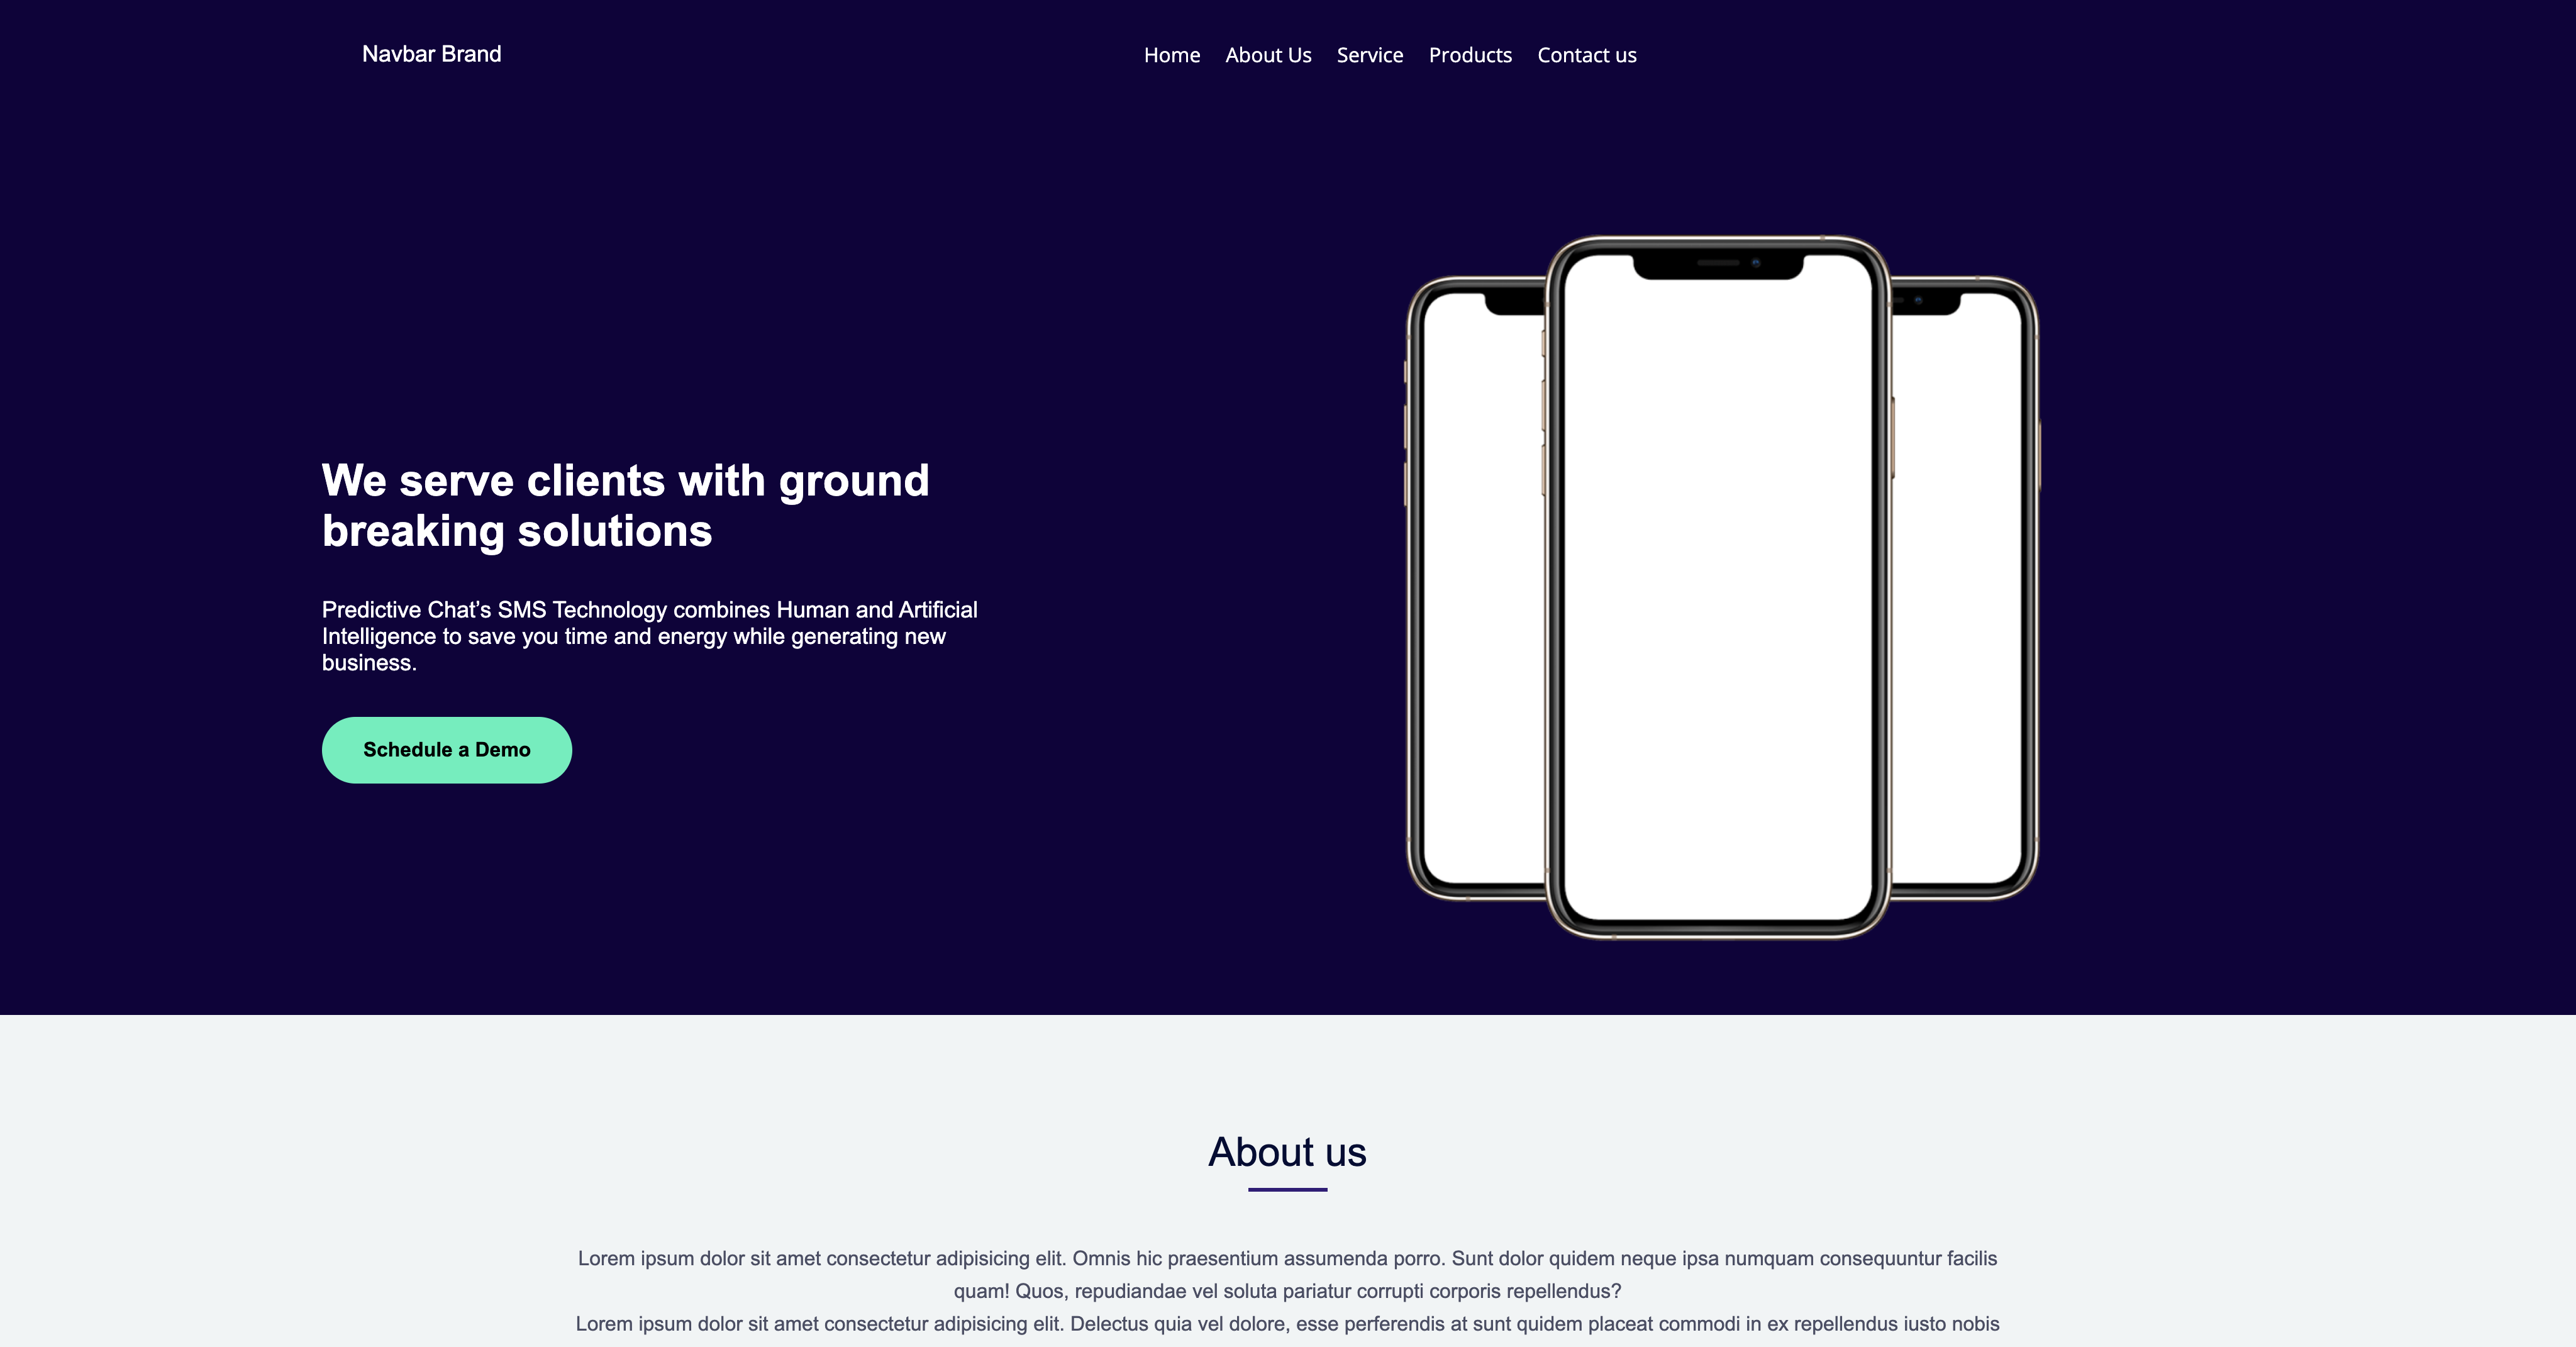 Navbar Brand
Home About Us Service Products Contact us
We serve clients with ground
breaking solutions
Predictive Chat’s SMS Technology combines Human and Artificial
Intelligence to save you time and energy while generating new
business.
Schedule a Demo
About us
Lorem ipsum dolor sit amet consectetur adipisicing elit. Omnis hic praesentium assumenda porro. Sunt dolor quidem neque ipsa numquam consequuntur facilis
quam! Quos, repudiandae vel soluta pariatur corrupti corporis repellendus?
Lorem ipsum dolor sit amet consectetur adipisicing elit. Delectus quia vel dolore, esse perferendis at sunt quidem placeat commodi in ex repellendus iusto nobis